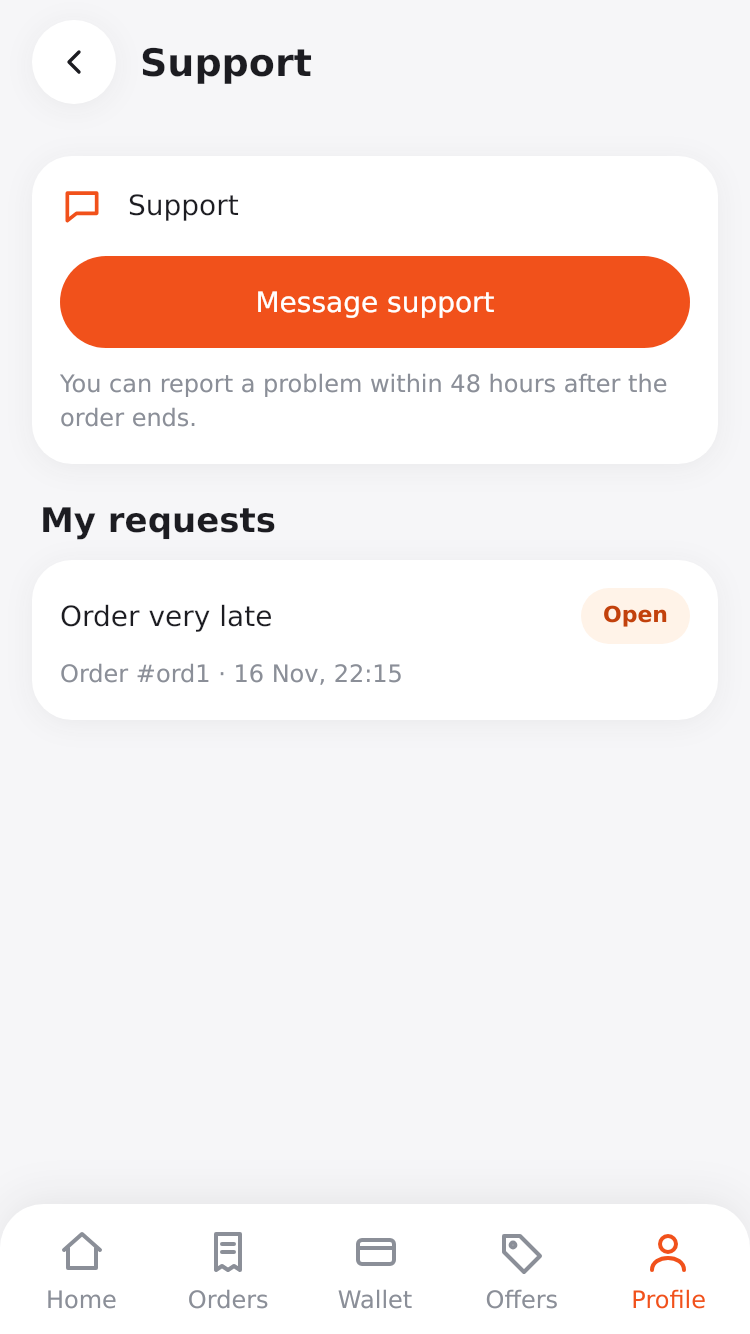 Support
Support
Message support
You can report a problem within 48 hours after the
order ends.
My requests
Order very late
Open
Order #ord1 · 16 Nov, 22:15
Home
Orders
Wallet
Offers
Profile